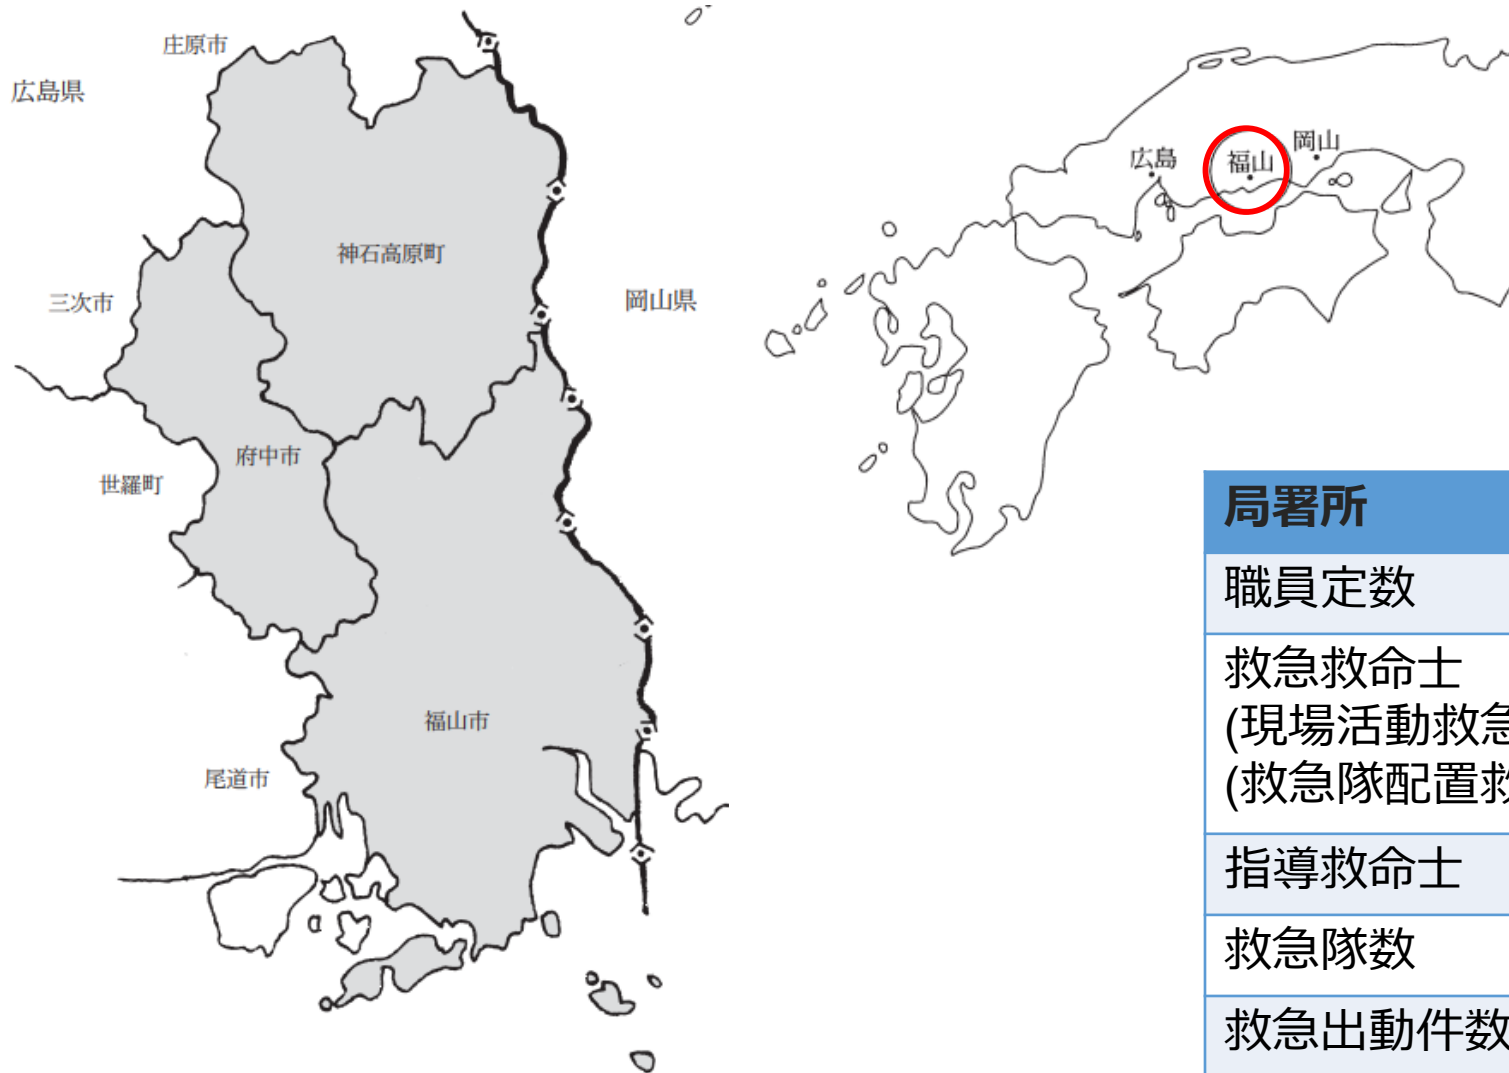 庄原市
広島県
神石高原町
三次市
岡山県
府中市
世羅町
福山市
尾道市
広島
福山
岡山
局署所
職員定数
救急救命士
(現場活動救急
(救急隊配置救
指導救命士
救急隊数
救急出動件数